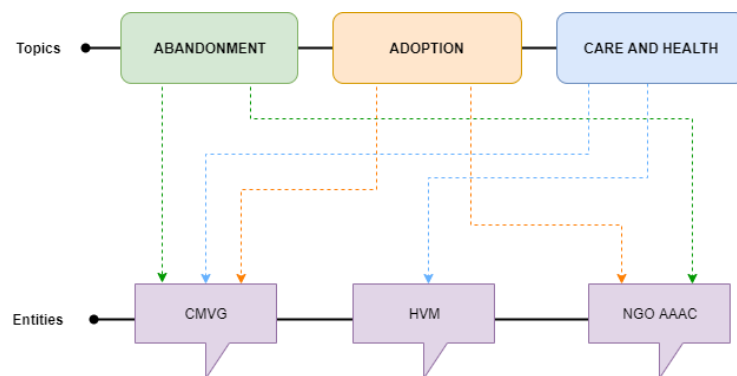 Topics
ABANDONMENT
ADOPTION
CARE AND HEALTH
Entities
CMVG
HVM
NGO AAAC